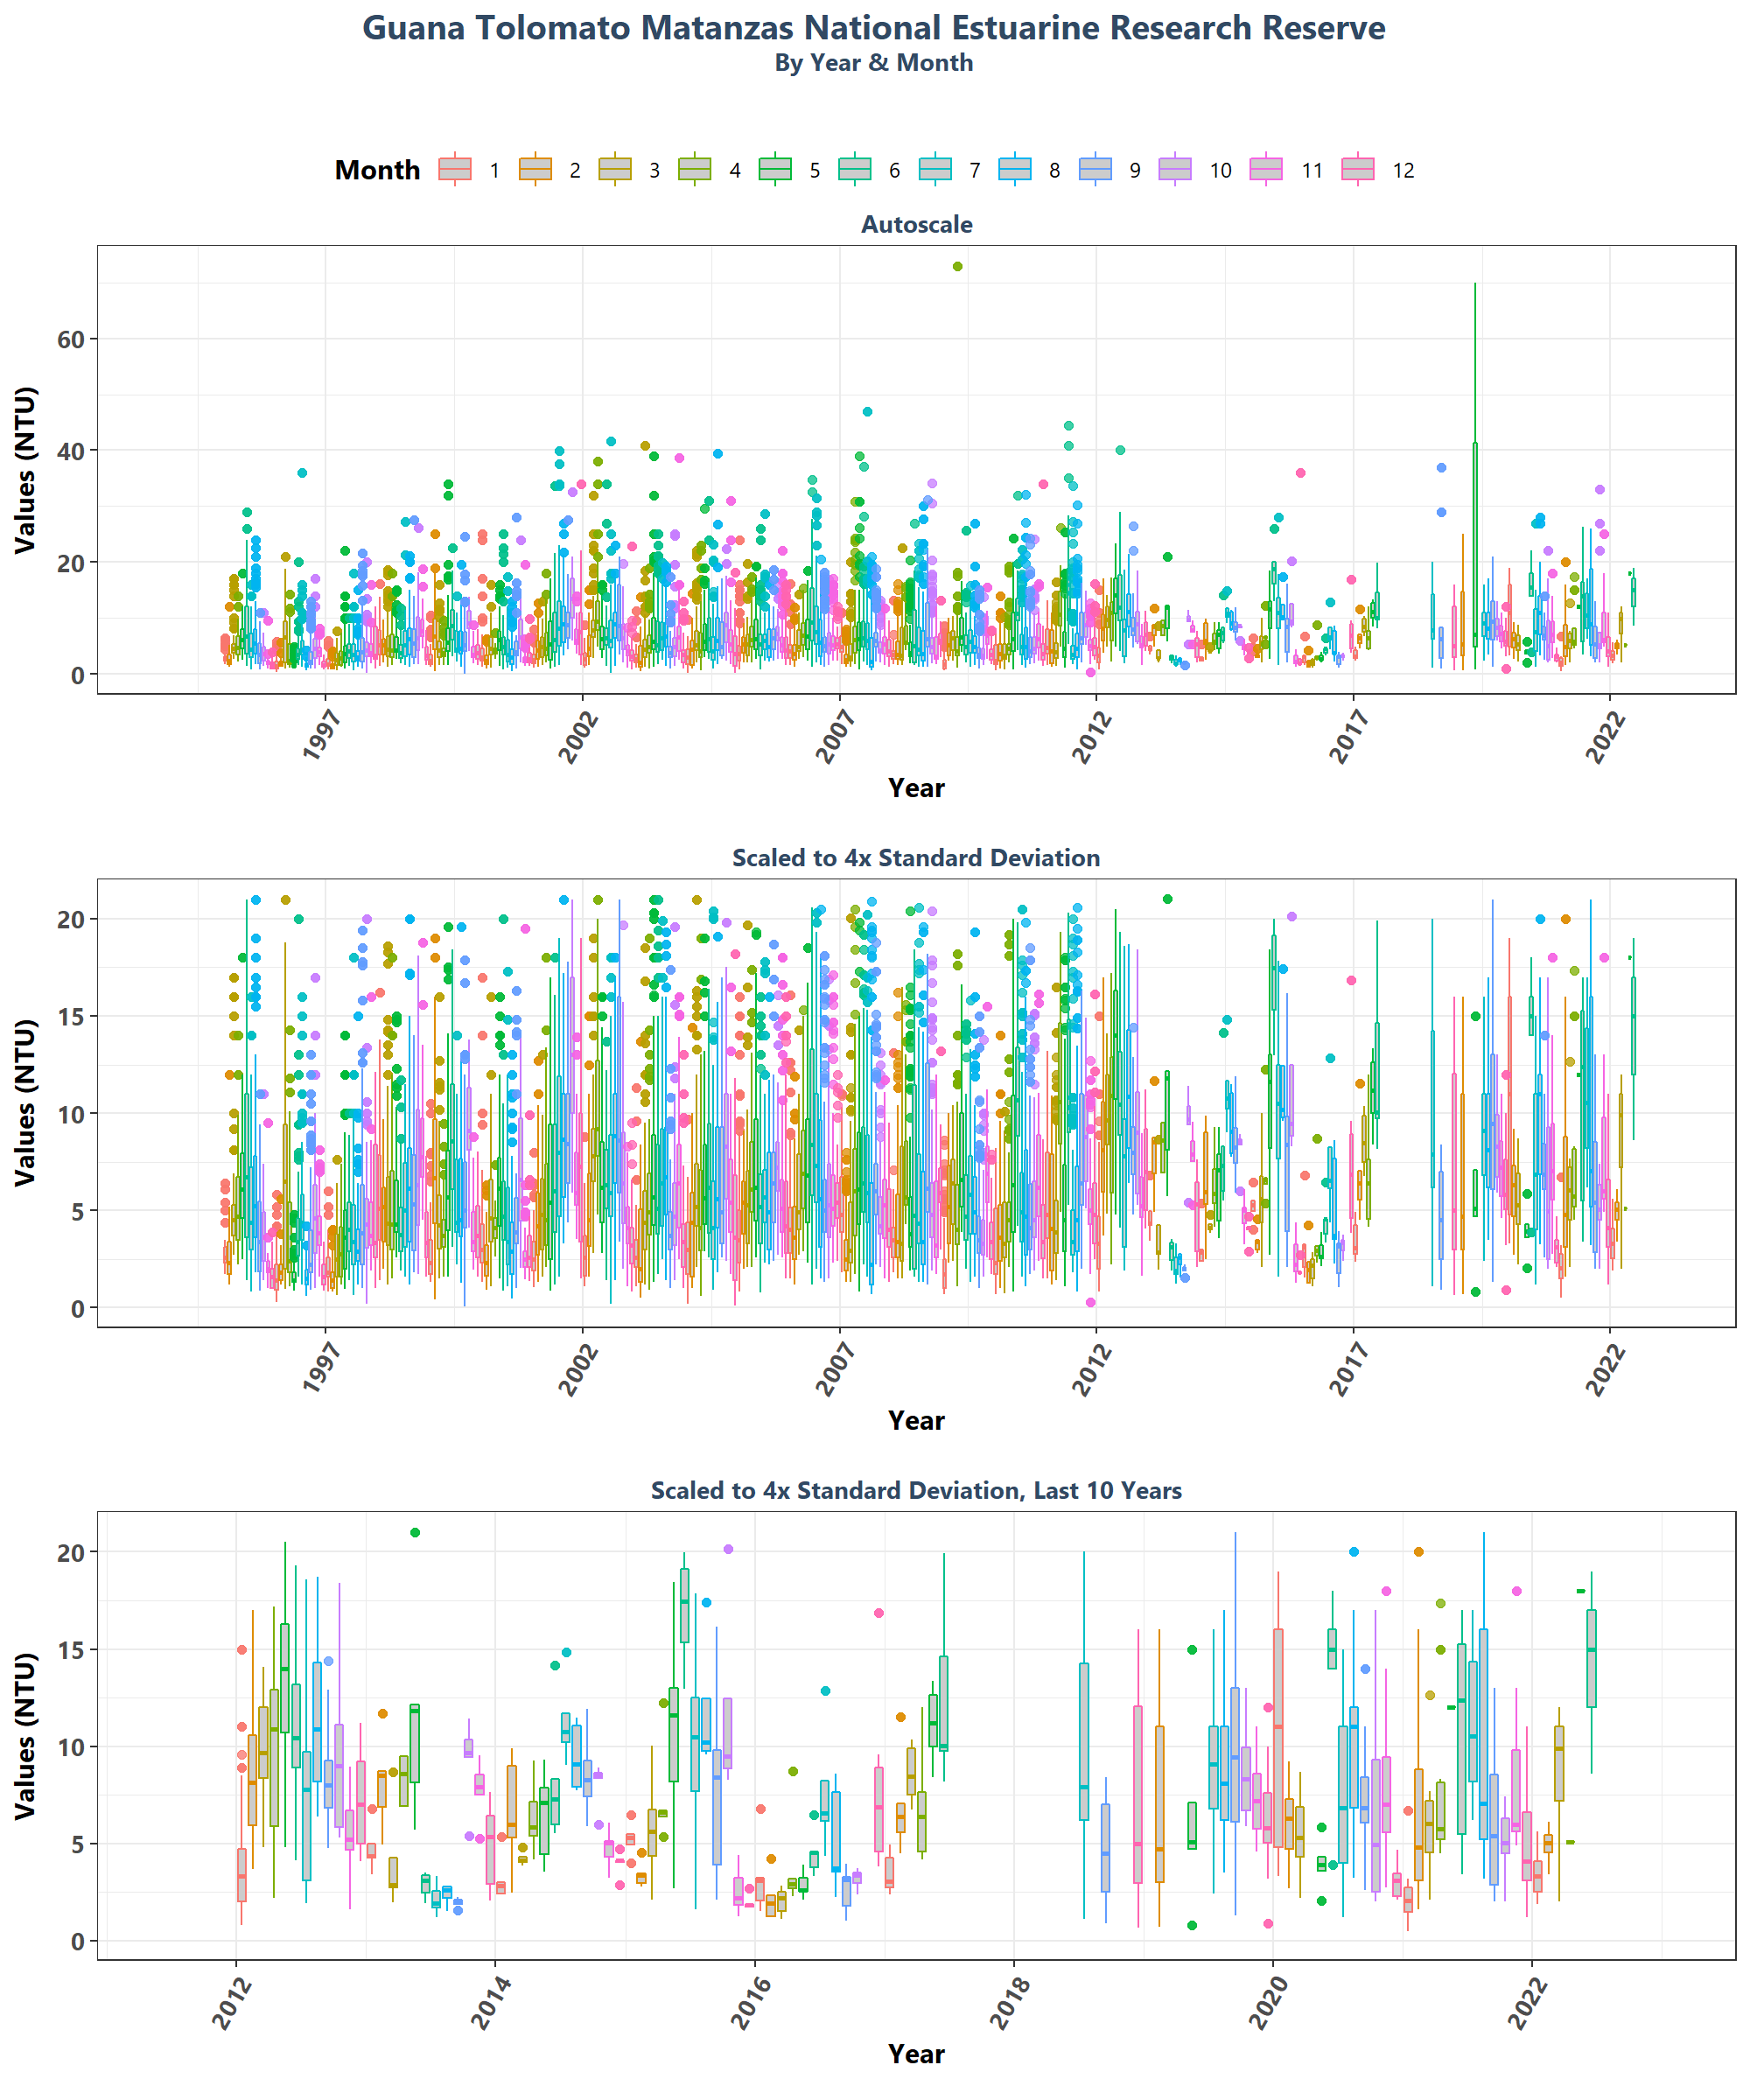 Guana Tolomato Matanzas National Estuarine Research Reserve
By Year & Month
Month 1 2 3 4 5 6 7 8 9 10 11 12
Autoscale
Values (NTU)
60
40
20
0
1997 2002 2007 2012 2017 2022
Year
Scaled to 4x Standard Deviation
Values (NTU)
20
15
10
5
0
1997 2002 2007 2012 2017 2022
Year
Scaled to 4x Standard Deviation, Last 10 Years
Values (NTU)
20
15
10
5
0
2012 2014 2016 2018 2020 2022
Year